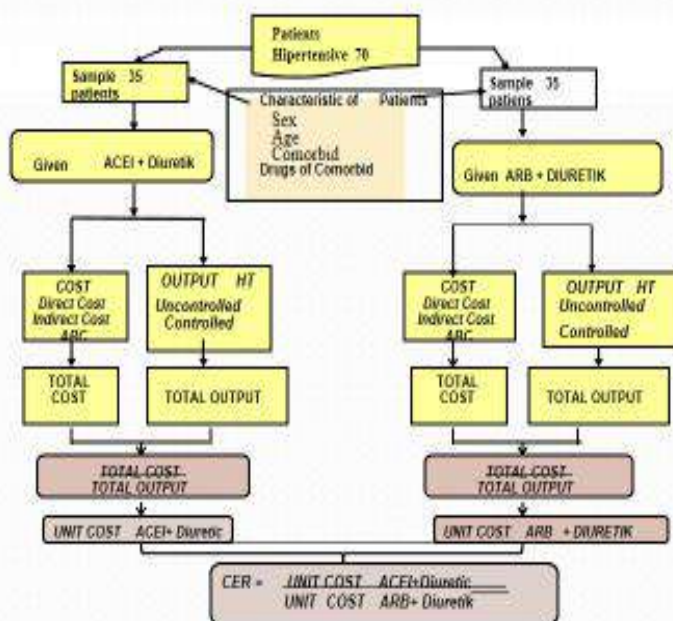 Patients
Hipertensive 70
Sample 35
patients
Sample 35
patiens
Characteristic of Patients
Sex
Age
Comorbid
Drugs of Comorbid
Given ACEI + Diuretik
Given ARB + DIURETIK
COST
Direct Cost
Indirect Cost
ABC
OUTPUT HT
Uncontrolled
Controlled
COST
Direct Cost
Indirect Cost
ABC
OUTPUT HT
Uncontrolled
Controlled
TOTAL
COST
TOTAL OUTPUT
TOTAL
COST
TOTAL OUTPUT
TOTAL COST
TOTAL OUTPUT
TOTAL COST
TOTAL OUTPUT
UNIT COST ACEI+ Diuretic
UNIT COST ARB + DIURETIK
CER = UNIT COST ACEI+Diuretic
UNIT COST ARB+ Diuretik